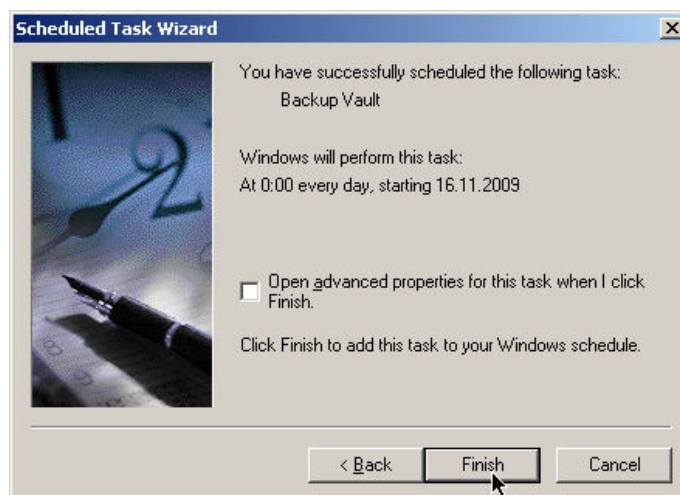 Scheduled Task Wizard
You have successfully scheduled the following task:
Backup Vault
Windows will perform this task:
At 0:00 every day, starting 16.11.2009
Open advanced properties for this task when I click
Finish.
Click Finish to add this task to your Windows schedule.
< Back
Finish
Cancel